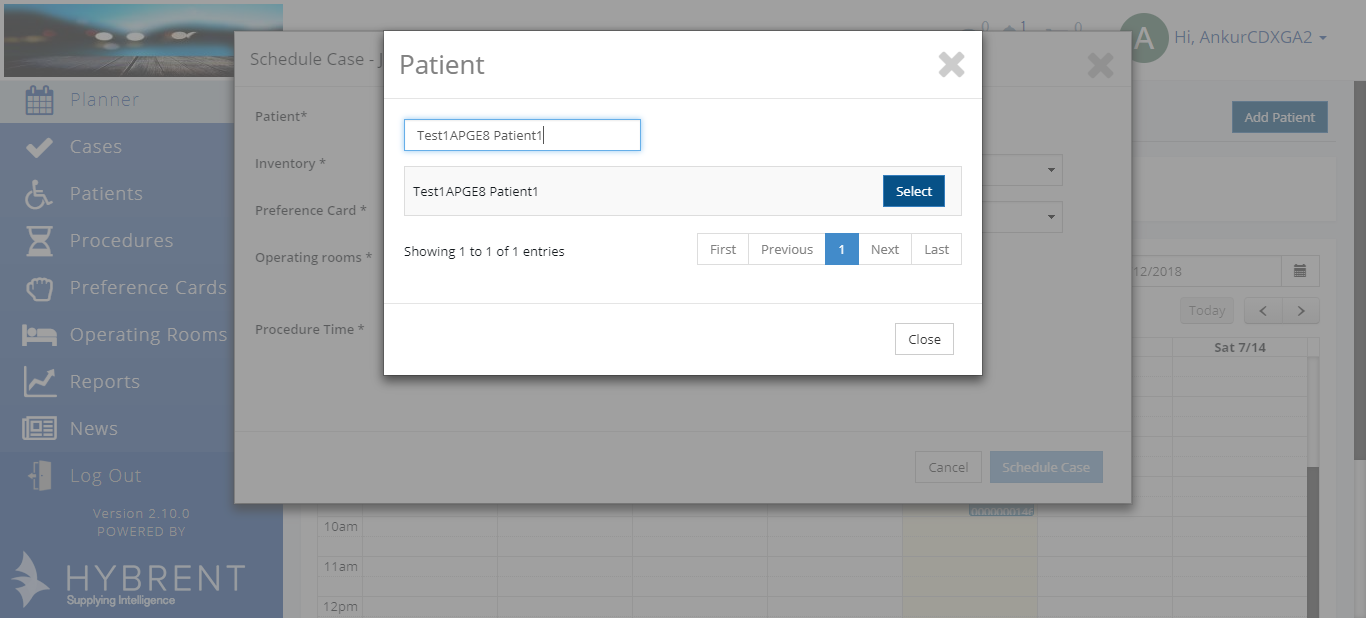 0 1 0
A Hi, AnkurCDXGA2
Schedule Case - J
Patient
Planner
Cases
Patients
Procedures
Preference Cards
Operating Rooms
Reports
News
Log Out
Version 2.10.0
POWERED BY
HYBRENT
Supplying Intelligence
Patient*
Inventory *
Preference Card *
Operating rooms *
Procedure Time *
Test1APGE8 Patient1
Test1APGE8 Patient1
Select
Showing 1 to 1 of 1 entries
First Previous 1 Next Last
Close
Cancel Schedule Case
Add Patient
12/2018
Today
Sat 7/14
10am
11am
12pm